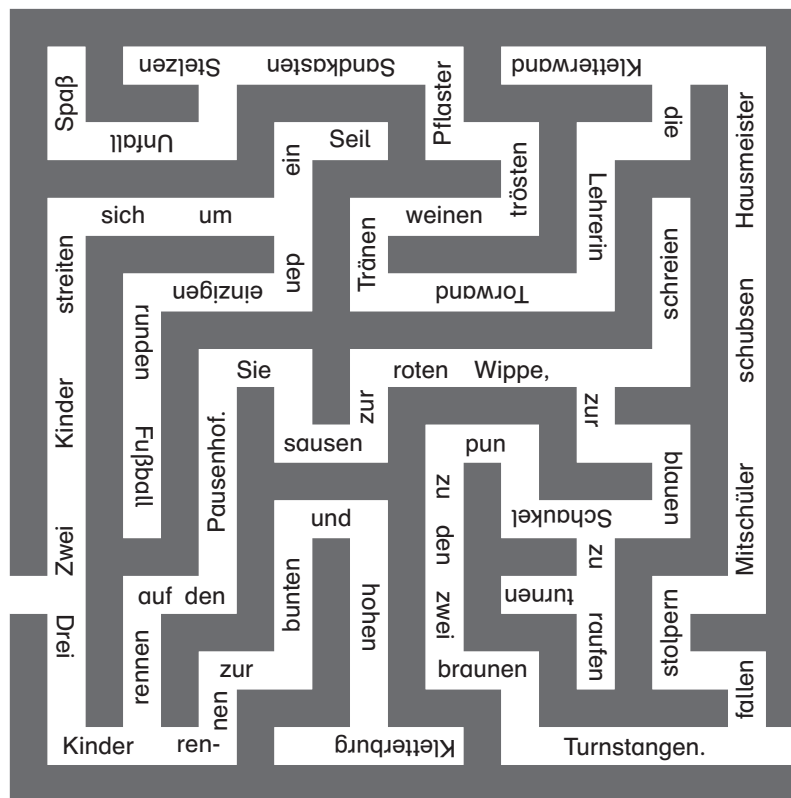 Stelzen
Sandkasten
Kletterwand
Spaß
Unfall
Pflaster
die
Hausmeister
ein
Seil
trösten
Lehrerin
sich um
weinen
Tränen
streiten
schreien
den
einzigen
Torwand
runden
schubsen
Sie
roten Wippe,
zur
zur
Kinder
Fußball
Pausenhof.
sausen
und
blauen
zu
Schaukel
Mitschüler
Zwei
und
den
zu
bunten
hohen
auf den
zwei
turnen
raufen
stolpern
Drei
rennen
zur
braunen
fallen
nen
Kinder ren-
Kletterburg
Turnstangen.